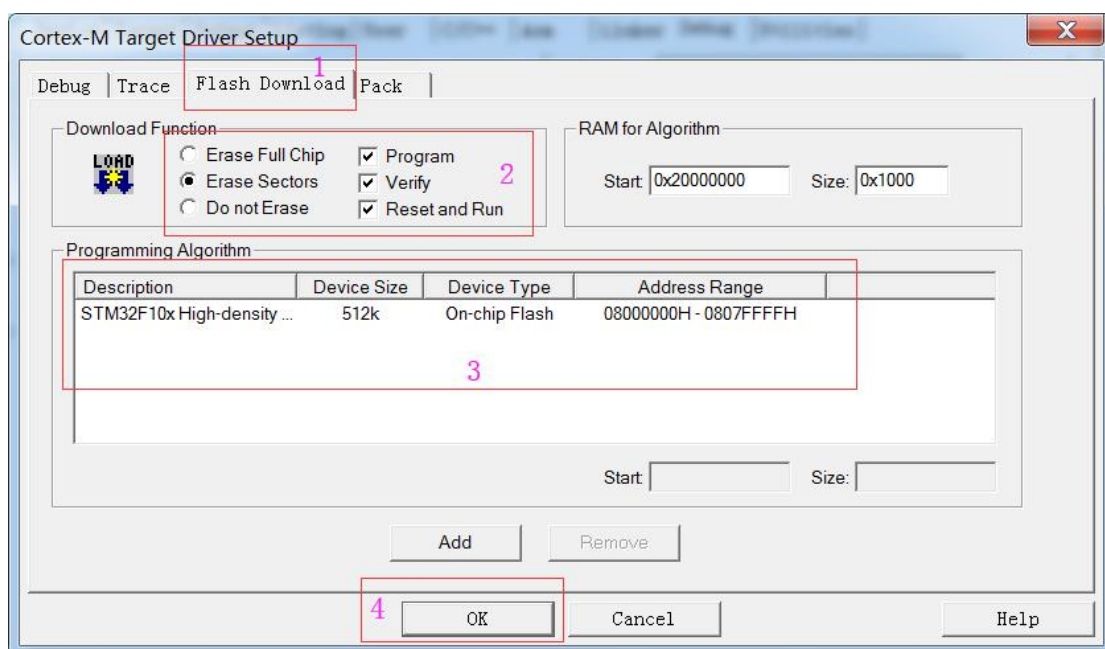 Cortex-M Target Driver Setup
1
Debug Trace Flash Download Pack
Download Function
LOAD
Erase Full Chip Program
Erase Sectors Verify
Do not Erase Reset and Run
2
RAM for Algorithm
Start: 0x20000000 Size: 0x1000
Programming Algorithm
Description Device Size Device Type Address Range
STM32F10x High-density ... 512k On-chip Flash 08000000H - 0807FFFFH
3
Start: Size:
Add Remove
4
OK Cancel Help